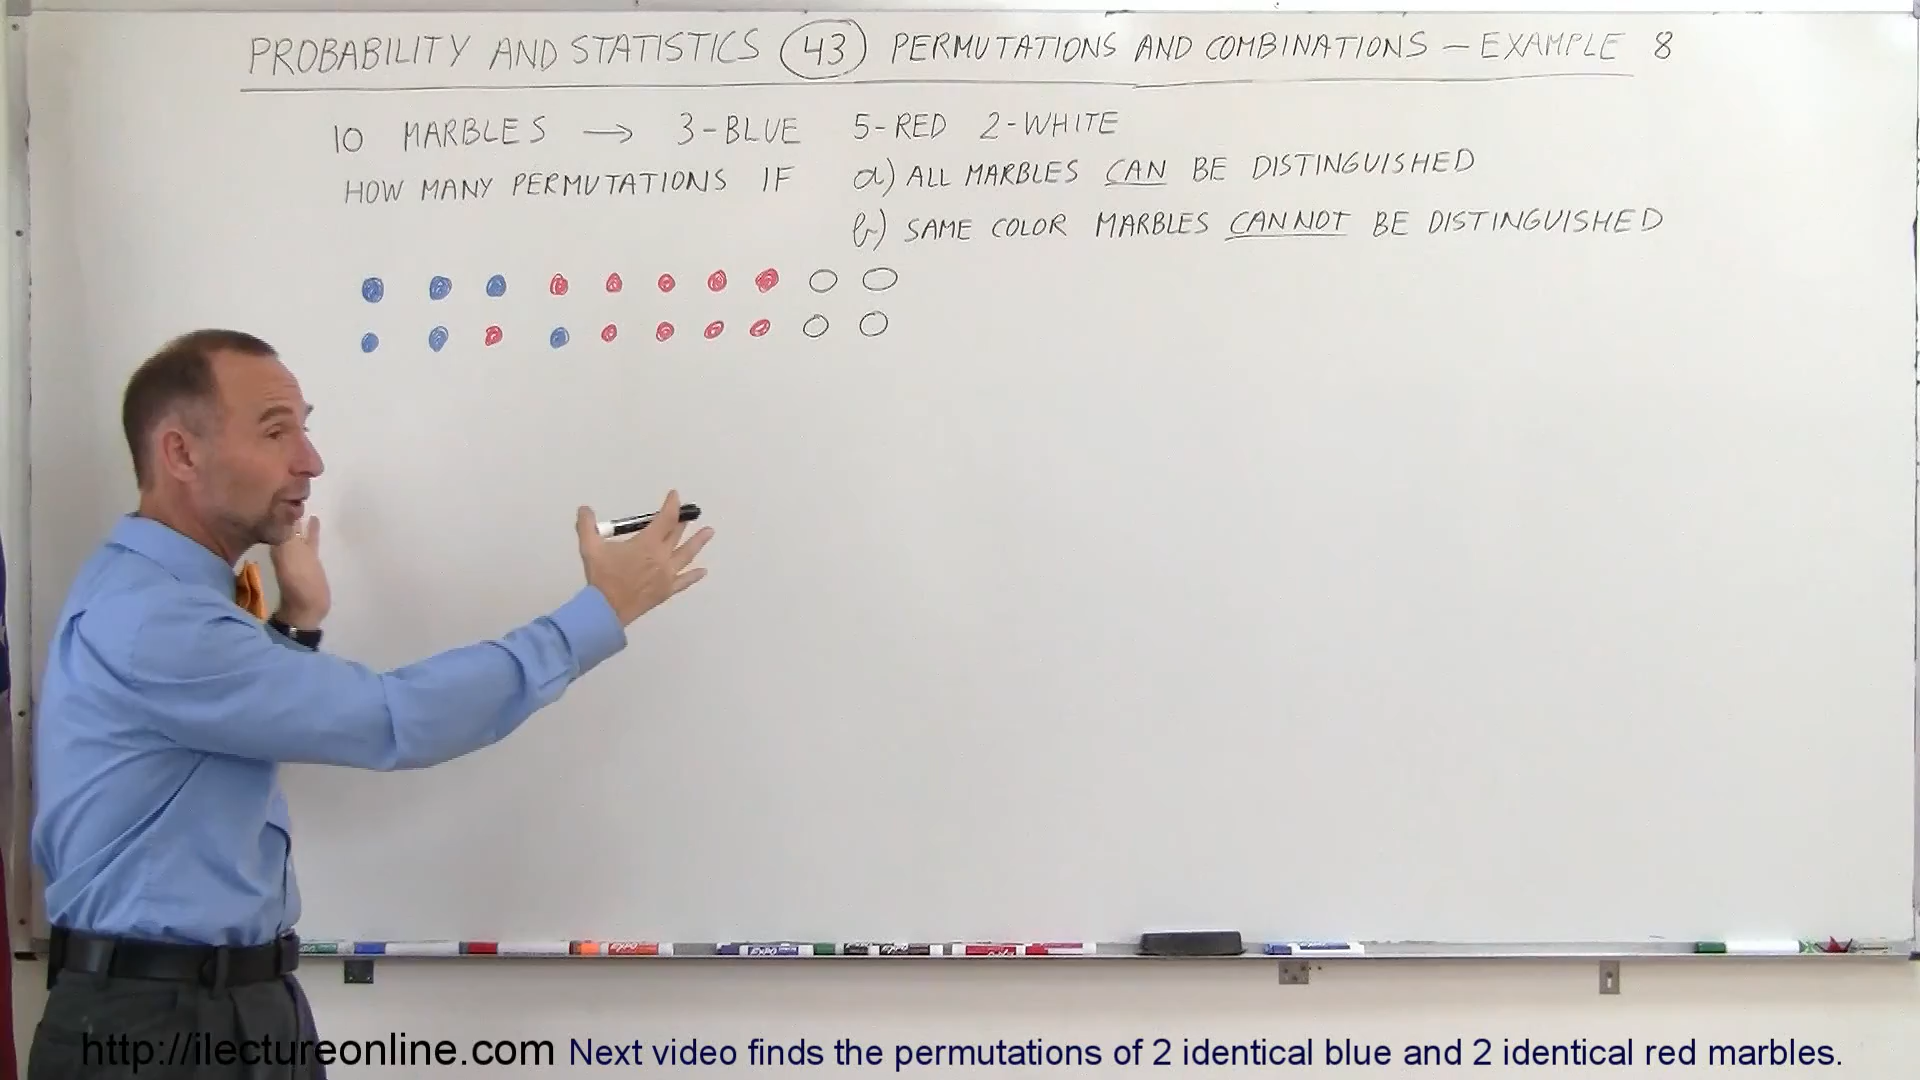 PROBABILITY AND STATISTICS 43 PERMUTATIONS AND COMBINATIONS – EXAMPLE 8
10 MARBLES → 3-BLUE 5-RED 2-WHITE
HOW MANY PERMUTATIONS IF a) ALL MARBLES CAN BE DISTINGUISHED
b) SAME COLOR MARBLES CANNOT BE DISTINGUISHED
http://ilectureonline.com Next video finds the permutations of 2 identical blue and 2 identical red marbles.